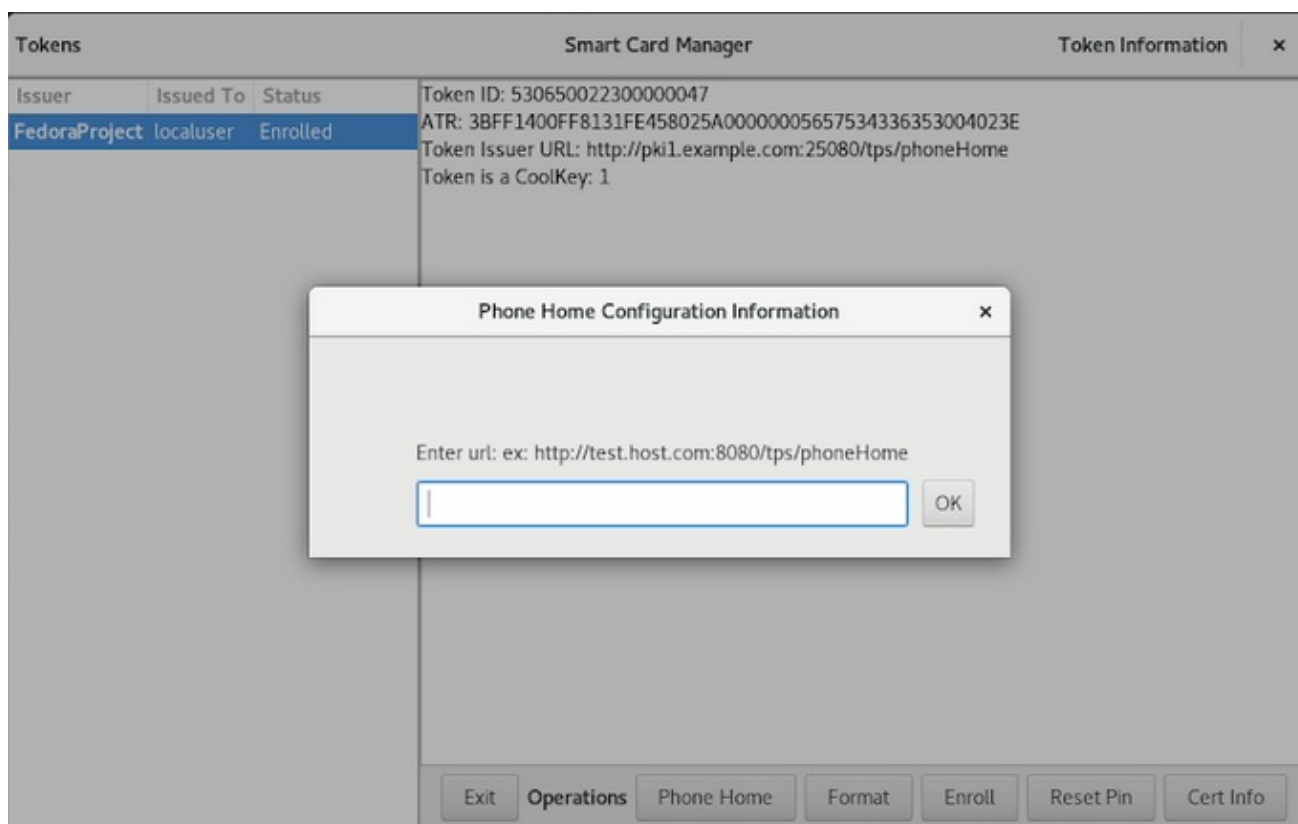 Tokens Smart Card Manager Token Information ×
Issuer Issued To Status
FedoraProject localuser Enrolled
Token ID: 530650022300000047
ATR: 3BFF1400FF8131FE458025A000000056575343363530040​23E
Token Issuer URL: http://pki1.example.com:25080/tps/phoneHome
Token is a CoolKey: 1
Phone Home Configuration Information ×
Enter url: ex: http://test.host.com:8080/tps/phoneHome
OK
Exit Operations Phone Home Format Enroll Reset Pin Cert Info